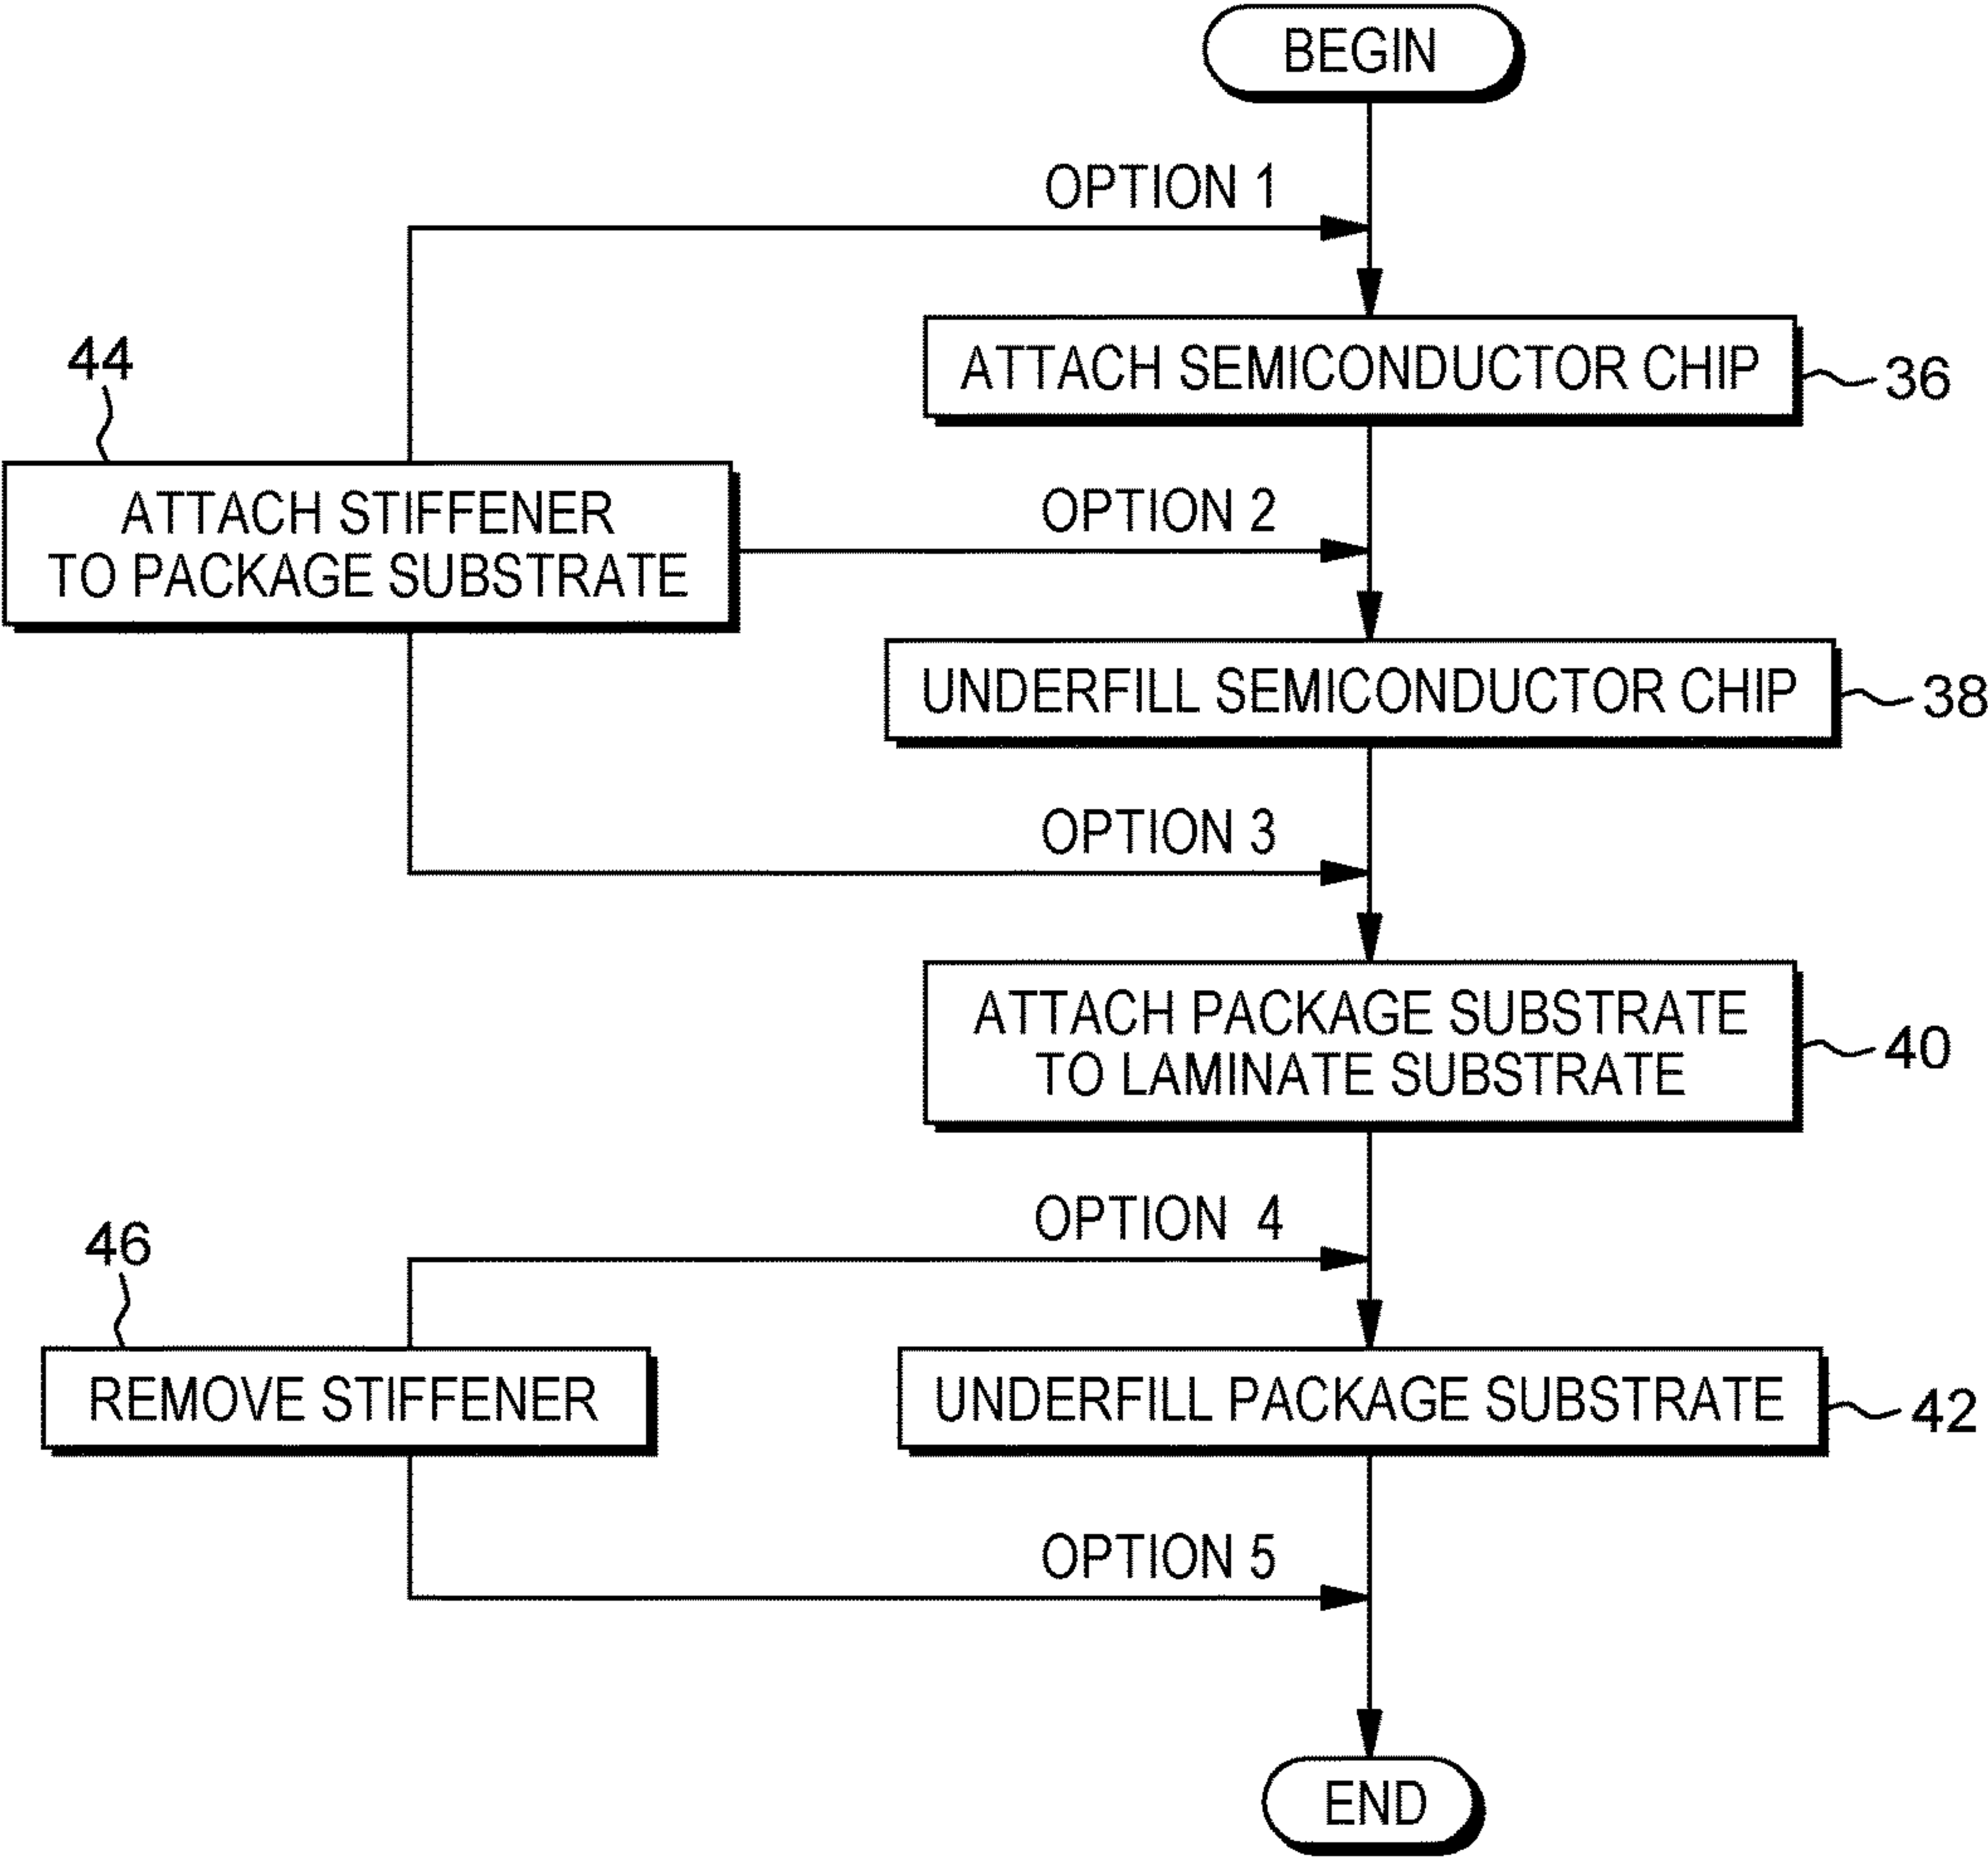 BEGIN
OPTION 1
ATTACH SEMICONDUCTOR CHIP
36
44
ATTACH STIFFENER
TO PACKAGE SUBSTRATE
OPTION 2
UNDERFILL SEMICONDUCTOR CHIP
38
OPTION 3
ATTACH PACKAGE SUBSTRATE
TO LAMINATE SUBSTRATE
40
OPTION 4
46
REMOVE STIFFENER
UNDERFILL PACKAGE SUBSTRATE
42
OPTION 5
END